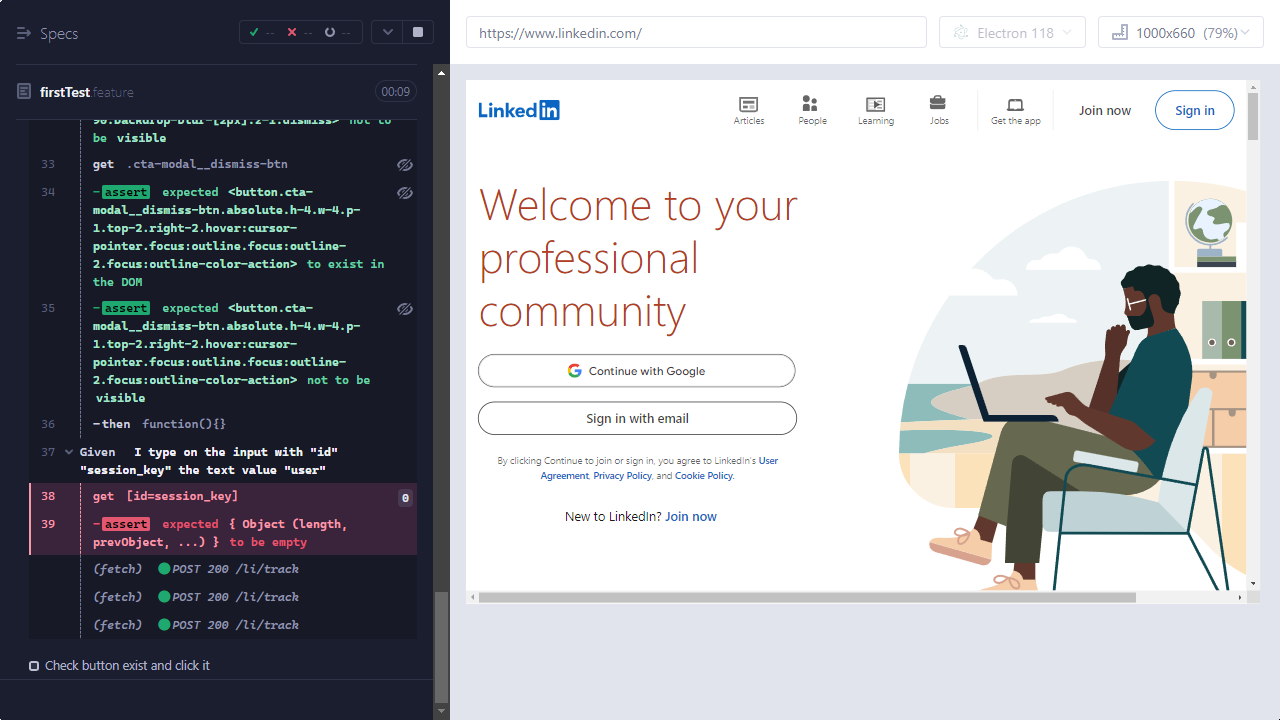 Specs
-- -- --
firstTest.feature
00:09
90.backdrop-blur-[2px].z-1.dismiss> not to
be visible
33 get .cta-modal__dismiss-btn
34 -assert expected <button.cta-
modal__dismiss-btn.absolute.h-4.w-4.p-
1.top-2.right-2.hover:cursor-
pointer.focus:outline.focus:outline-
2.focus:outline-color-action> to exist in
the DOM
35 -assert expected <button.cta-
modal__dismiss-btn.absolute.h-4.w-4.p-
1.top-2.right-2.hover:cursor-
pointer.focus:outline.focus:outline-
2.focus:outline-color-action> not to be
visible
36 -then function(){}
37 Given I type on the input with "id"
"session_key" the text value "user"
38 get [id=session_key] 0
39 -assert expected { Object (length,
prevObject, ...) } to be empty
(fetch) POST 200 /li/track
(fetch) POST 200 /li/track
(fetch) POST 200 /li/track
Check button exist and click it
https://www.linkedin.com/
Electron 118
1000x660 (79%)
Linkedin
Articles
People
Learning
Jobs
Get the app
Join now
Sign in
Welcome to your
professional
community
Continue with Google
Sign in with email
By clicking Continue to join or sign in, you agree to LinkedIn's User
Agreement, Privacy Policy, and Cookie Policy.
New to LinkedIn? Join now